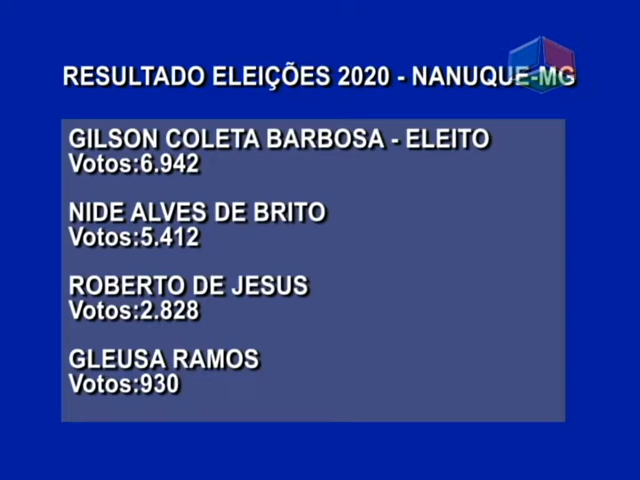 RESULTADO ELEIÇÕES 2020 - NANUQUE-MG
GILSON COLETA BARBOSA - ELEITO
Votos:6.942
NIDE ALVES DE BRITO
Votos:5.412
ROBERTO DE JESUS
Votos:2.828
GLEUSA RAMOS
Votos:930